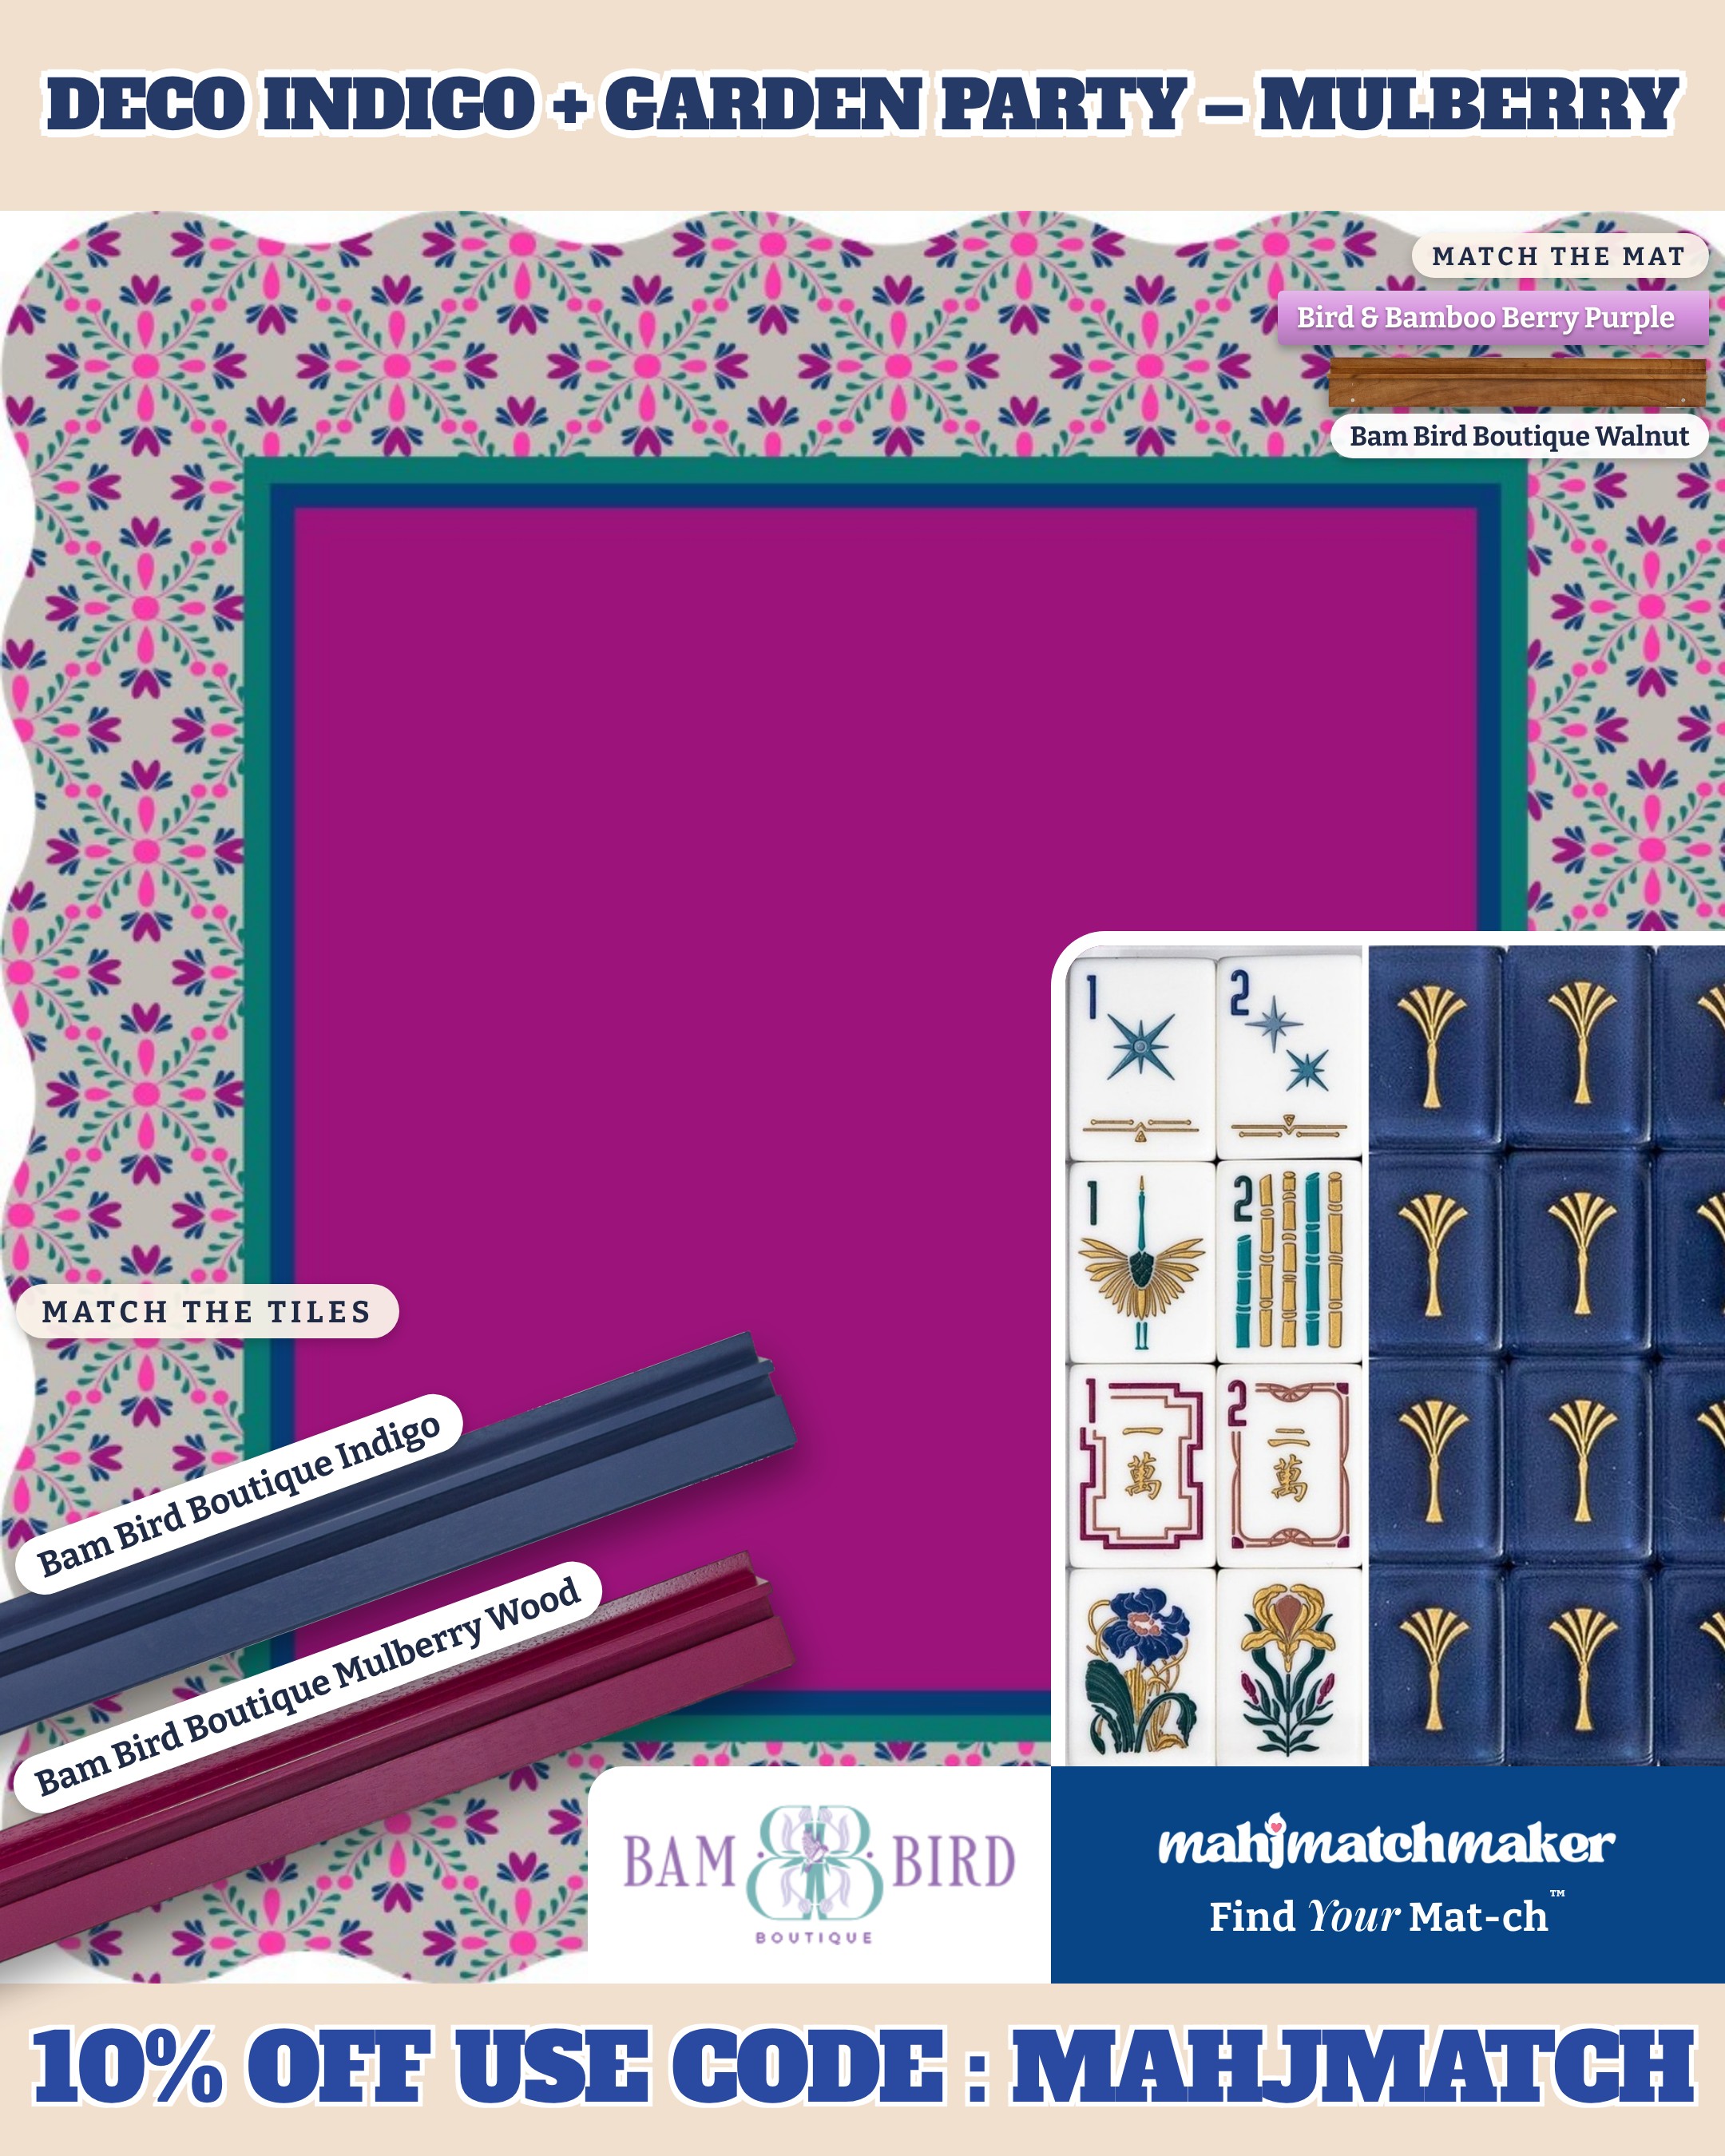 DECO INDIGO + GARDEN PARTY – MULBERRY
MATCH THE MAT
Bird & Bamboo Berry Purple
Bam Bird Boutique Walnut
1 2
1 2
1 2
一萬 二萬
MATCH THE TILES
Bam Bird Boutique Indigo
Bam Bird Boutique Mulberry Wood
BAM BIRD
BOUTIQUE
mahjmatchmaker
Find Your Mat-ch™
10% OFF USE CODE : MAHJMATCH